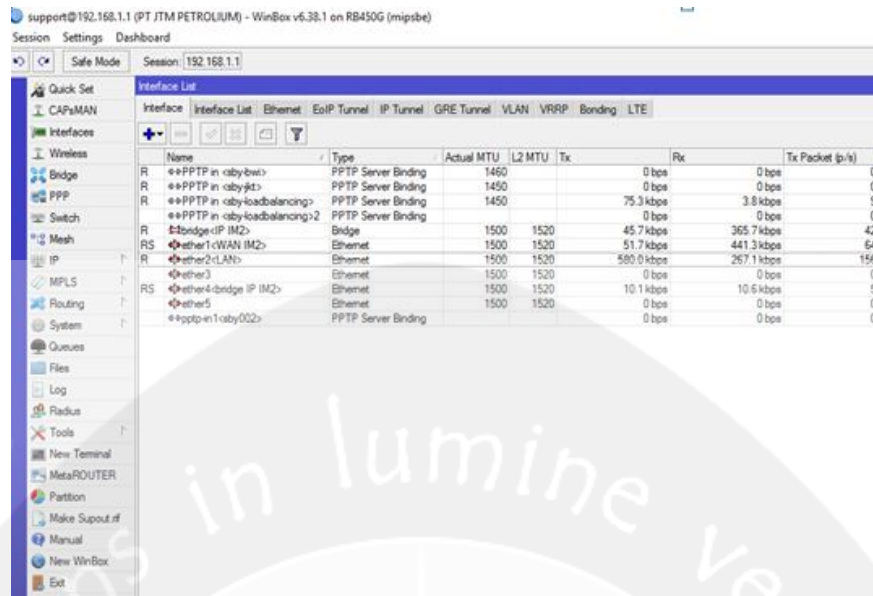 support@192.168.1.1 (PT JTM PETROLIUM) - WinBox v6.38.1 on RB450G (mipsbe)
Session Settings Dashboard
Safe Mode Session: 192.168.1.1
Interface List
Interface Interface List Ethernet EoIP Tunnel IP Tunnel GRE Tunnel VLAN VRRP Bonding LTE
Name Type Actual MTU L2 MTU Tx Rx Tx Packet (p/s)
R PPTP in <sby-bwi> PPTP Server Binding 1460 0 bps 0 bps
R PPTP in <sby-jkt> PPTP Server Binding 1450 0 bps 0 bps
R PPTP in <sby-loadbalancing> PPTP Server Binding 1450 75.3 kbps 3.8 kbps
PPTP in <sby-loadbalancing>2 PPTP Server Binding 0 bps 0 bps
R bridge<IP IM2> Bridge 1500 1520 45.7 kbps 365.7 kbps 42
RS ether1<WAN IM2> Ethernet 1500 1520 51.7 kbps 441.3 kbps 64
R ether2<LAN> Ethernet 1500 1520 580.0 kbps 267.1 kbps 156
ether3 Ethernet 1500 1520 0 bps 0 bps
RS ether4<bridge IP IM2> Ethernet 1500 1520 10.1 kbps 10.6 kbps
ether5 Ethernet 1500 1520 0 bps 0 bps
pptp-in1<sby002> PPTP Server Binding 0 bps 0 bps
Quick Set
CAPsMAN
Interfaces
Wireless
Bridge
PPP
Switch
Mesh
IP
MPLS
Routing
System
Queues
Files
Log
Radius
Tools
New Terminal
MetaROUTER
Partition
Make Supout.rif
Manual
New WinBox
Exit
in lumine